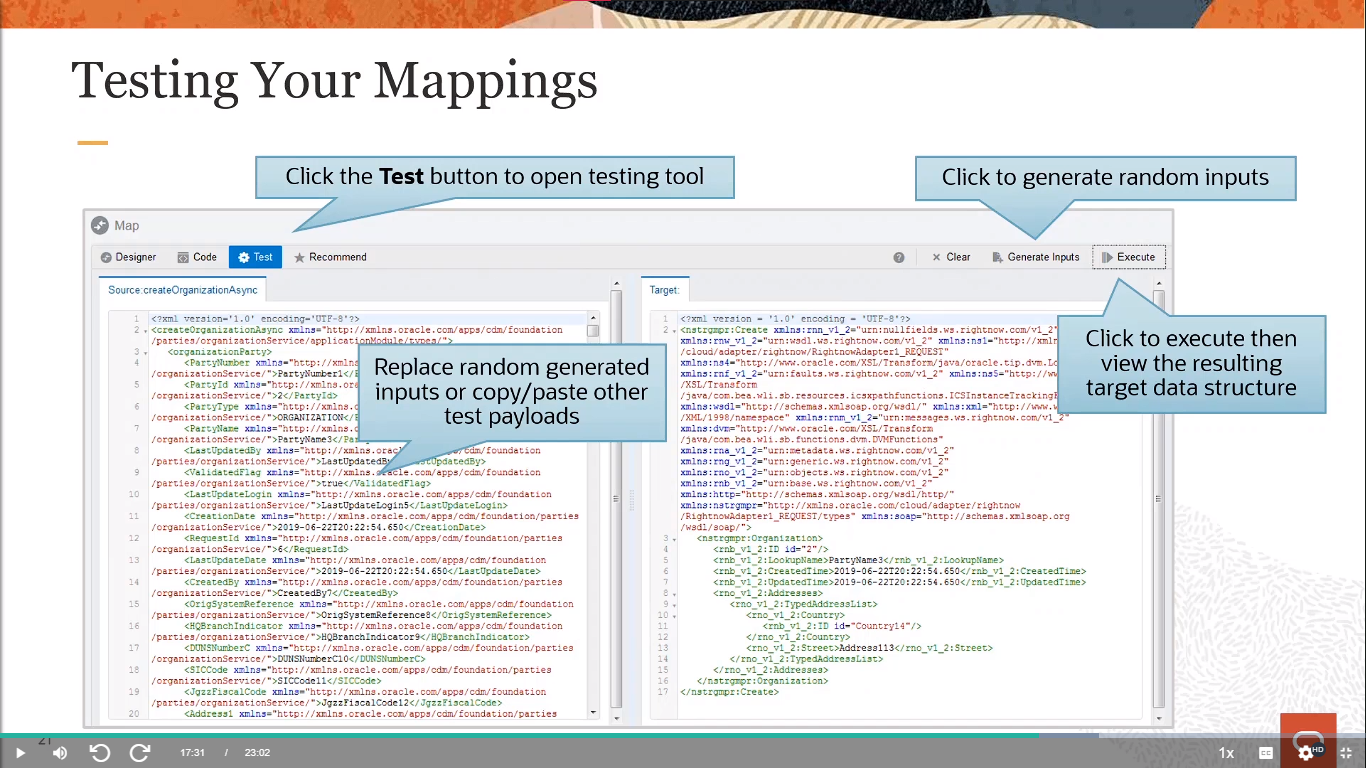 Testing Your Mappings
Click the Test button to open testing tool
Click to generate random inputs
Map
Designer
Code
Test
Recommend
Clear
Generate Inputs
Execute
Source:createOrganizationAsync
1 <?xml version='1.0' encoding='UTF-8'?>
2 <createOrganizationAsync xmlns="http://xmlns.oracle.com/apps/cdm/foundation
/parties/organizationService/applicationModule/types/">
3 <organizationParty>
4 <PartyNumber xmlns="http://
/organizationService/">PartyNumber1</
5 <PartyId xmlns="http://xmlns.ora
/organizationService/">2</PartyId>
6 <PartyType xmlns="http://xmlns.o
/organizationService/">ORGANIZATION</
7 <PartyName xmlns="http://xmlns.o
/organizationService/">PartyName3</
8 <LastUpdatedBy xmlns="http://xmlns.oracle.com/apps/cdm/foundation
/parties/organizationService/">LastUpdatedBy
LastUpdatedBy>
9 <ValidatedFlag xmlns="http://xmlns.oracle.com/apps/cdm/foundation
/parties/organizationService/">true</ValidatedFlag>
10 <LastUpdateLogin xmlns="http://xmlns.oracle.com/apps/cdm/foundation
/parties/organizationService/">LastUpdateLogin5</LastUpdateLogin>
11 <CreationDate xmlns="http://xmlns.oracle.com/apps/cdm/foundation/parties
/organizationService/">2019-06-22T20:22:54.650</CreationDate>
12 <RequestId xmlns="http://xmlns.oracle.com/apps/cdm/foundation/parties
/organizationService/">6</RequestId>
13 <LastUpdateDate xmlns="http://xmlns.oracle.com/apps/cdm/foundation
/parties/organizationService/">2019-06-22T20:22:54.650</LastUpdateDate>
14 <CreatedBy xmlns="http://xmlns.oracle.com/apps/cdm/foundation/parties
/organizationService/">CreatedBy7</CreatedBy>
15 <OrigSystemReference xmlns="http://xmlns.oracle.com/apps/cdm/foundation
/parties/organizationService/">OrigSystemReference8</OrigSystemReference>
16 <HQBranchIndicator xmlns="http://xmlns.oracle.com/apps/cdm/foundation
/parties/organizationService/">HQBranchIndicator9</HQBranchIndicator>
17 <DUNSNumberC xmlns="http://xmlns.oracle.com/apps/cdm/foundation
/parties/organizationService/">DUNSNumberC10</DUNSNumberC>
18 <SICCode xmlns="http://xmlns.oracle.com/apps/cdm/foundation/parties
/organizationService/">SICCode11</SICCode>
19 <JgzzFiscalCode xmlns="http://xmlns.oracle.com/apps/cdm/foundation
/parties/organizationService/">JgzzFiscalCode12</JgzzFiscalCode>
20 <Address1 xmlns="http://xmlns.oracle.com/apps/cdm/foundation/parties
Replace random generated
inputs or copy/paste other
test payloads
Target:
1 <?xml version = '1.0' encoding = 'UTF-8'?>
2 <nstrgmpr:Create xmlns:rnn_v1_2="urn:nullfields.ws.rightnow.com/v1_2"
xmlns:rnw_v1_2="urn:wsdl.ws.rightnow.com/v1_2" xmlns:ns1="http:/
/cloud/adapter/rightnow/RightnowAdapter1_REQUEST"
xmlns:ns4="http://www.oracle.com/XSL/Transform/java/oracle.tip.dvm.Lo
xmlns:rnf_v1_2="urn:faults.ws.rightnow.com/v1_2" xmlns:ns5="http://ww
/XSL/Transform
/java/com.bea.wli.sb.resources.icsxpathfunctions.ICSInstanceTrackingF
xmlns:wsdl="http://schemas.xmlsoap.org/wsdl/" xmlns:xml="http://www.w
/XML/1998/namespace" xmlns:rnm_v1_2="urn:messages.ws.rightnow.com/v1_2"
xmlns:dvm="http://www.oracle.com/XSL/Transform
/java/com.bea.wli.sb.functions.dvm.DVMFunctions"
xmlns:rna_v1_2="urn:metadata.ws.rightnow.com/v1_2"
xmlns:rng_v1_2="urn:generic.ws.rightnow.com/v1_2"
xmlns:rno_v1_2="urn:objects.ws.rightnow.com/v1_2"
xmlns:rnb_v1_2="urn:base.ws.rightnow.com/v1_2"
xmlns:http="http://schemas.xmlsoap.org/wsdl/http/"
xmlns:nstrgmpr="http://xmlns.oracle.com/cloud/adapter/rightnow
/RightnowAdapter1_REQUEST/types" xmlns:soap="http://schemas.xmlsoap.org
/wsdl/soap/">
3 <nstrgmpr:Organization>
4 <rnb_v1_2:ID id="2"/>
5 <rnb_v1_2:LookupName>PartyName3</rnb_v1_2:LookupName>
6 <rnb_v1_2:CreatedTime>2019-06-22T20:22:54.650</rnb_v1_2:CreatedTime>
7 <rnb_v1_2:UpdatedTime>2019-06-22T20:22:54.650</rnb_v1_2:UpdatedTime>
8 <rno_v1_2:Addresses>
9 <rno_v1_2:TypedAddressList>
10 <rno_v1_2:Country>
11 <rnb_v1_2:ID id="Country14"/>
12 </rno_v1_2:Country>
13 <rno_v1_2:Street>Address113</rno_v1_2:Street>
14 </rno_v1_2:TypedAddressList>
15 </rno_v1_2:Addresses>
16 </nstrgmpr:Organization>
17 </nstrgmpr:Create>
Click to execute then
view the resulting
target data structure
21
17:31 / 23:02
1x
CC
HD